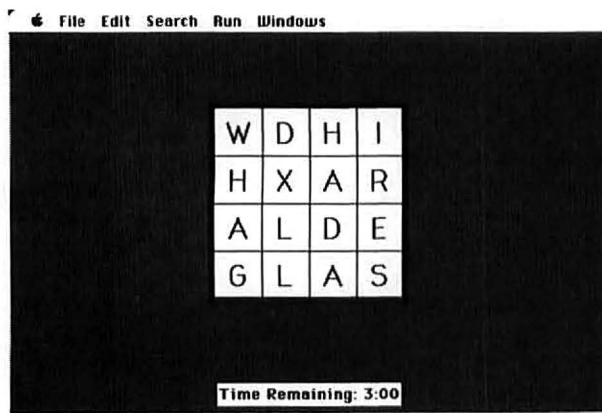 File Edit Search Run Windows
W D H I
H X A R
A L D E
G L A S
Time Remaining: 3:00